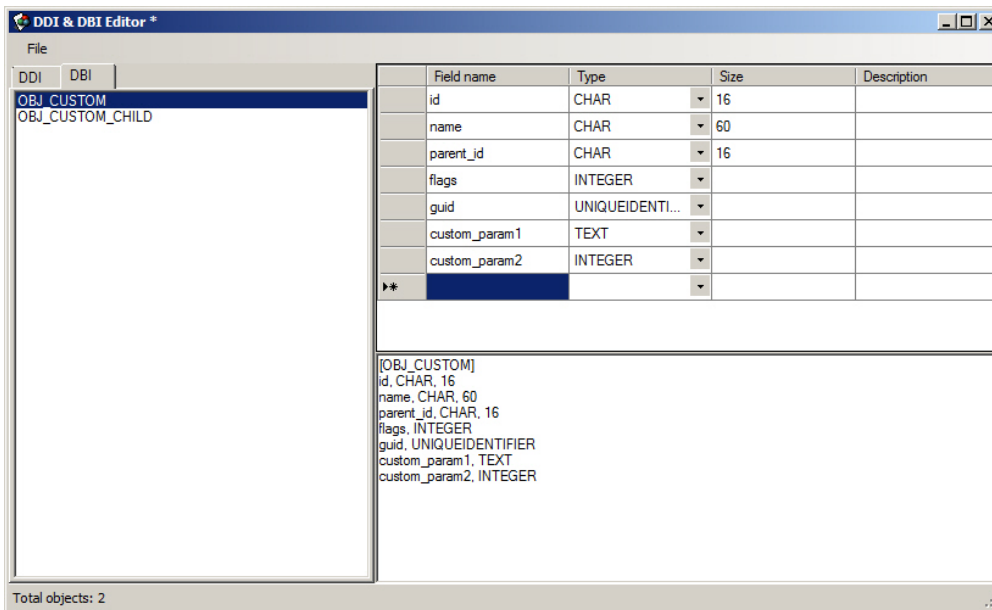 DDI & DBI Editor *
File
DDI DBI
OBJ_CUSTOM
OBJ_CUSTOM_CHILD
Field name Type Size Description
id CHAR 16
name CHAR 60
parent_id CHAR 16
flags INTEGER
guid UNIQUEIDENTI...
custom_param1 TEXT
custom_param2 INTEGER
[OBJ_CUSTOM]
id, CHAR, 16
name, CHAR, 60
parent_id, CHAR, 16
flags, INTEGER
guid, UNIQUEIDENTIFIER
custom_param1, TEXT
custom_param2, INTEGER
Total objects: 2